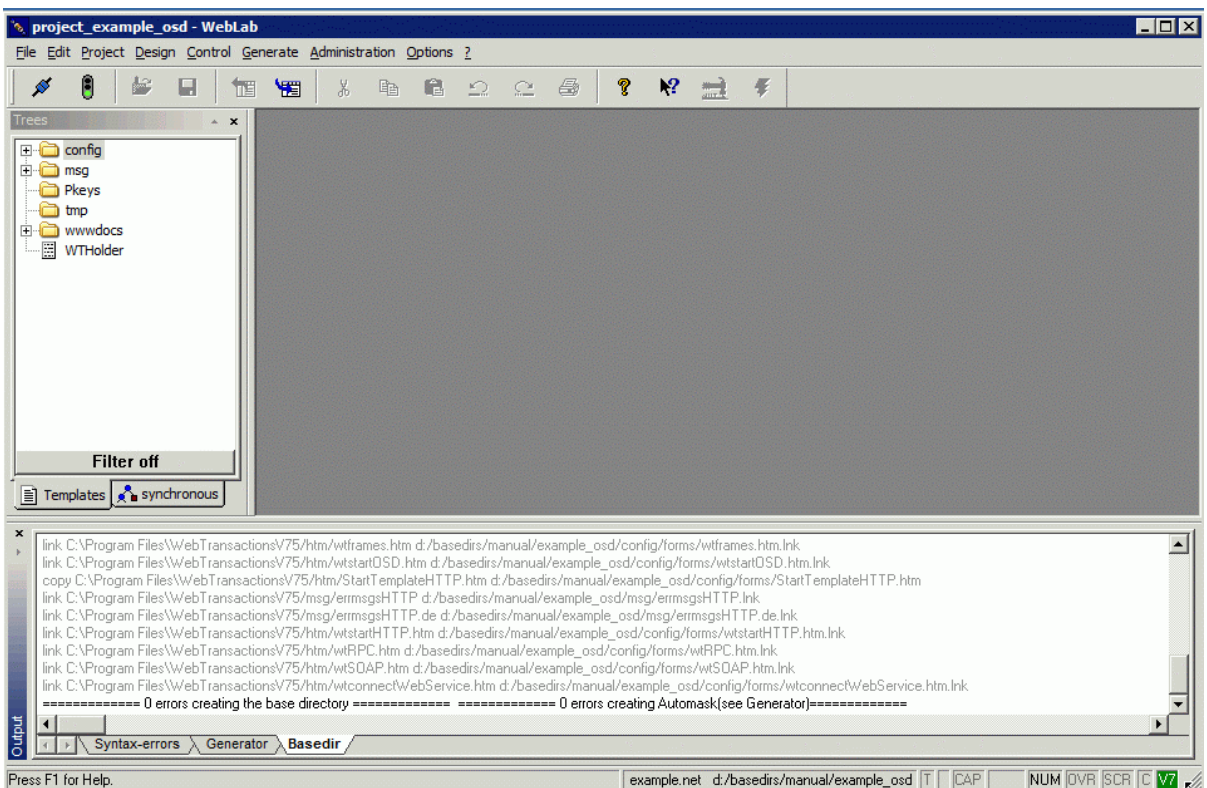 project_example_osd - WebLab
File Edit Project Design Control Generate Administration Options ?
Trees
config
msg
Pkeys
tmp
wwwdocs
WTHolder
Filter off
Templates synchronous
link C:\Program Files\WebTransactionsV75/htm/wtframes.htm d:/basedirs/manual/example_osd/config/forms/wtframes.htm.lnk
link C:\Program Files\WebTransactionsV75/htm/wtstartOSD.htm d:/basedirs/manual/example_osd/config/forms/wtstartOSD.htm.lnk
copy C:\Program Files\WebTransactionsV75/htm/StartTemplateHTTP.htm d:/basedirs/manual/example_osd/config/forms/StartTemplateHTTP.htm
link C:\Program Files\WebTransactionsV75/msg/errmsgsHTTP d:/basedirs/manual/example_osd/msg/errmsgsHTTP.lnk
link C:\Program Files\WebTransactionsV75/msg/errmsgsHTTP.de d:/basedirs/manual/example_osd/msg/errmsgsHTTP.de.lnk
link C:\Program Files\WebTransactionsV75/htm/wtstartHTTP.htm d:/basedirs/manual/example_osd/config/forms/wtstartHTTP.htm.lnk
link C:\Program Files\WebTransactionsV75/htm/wtRPC.htm d:/basedirs/manual/example_osd/config/forms/wtRPC.htm.lnk
link C:\Program Files\WebTransactionsV75/htm/wtSOAP.htm d:/basedirs/manual/example_osd/config/forms/wtSOAP.htm.lnk
link C:\Program Files\WebTransactionsV75/htm/wtconnectWebService.htm d:/basedirs/manual/example_osd/config/forms/wtconnectWebService.htm.lnk
============= 0 errors creating the base directory ============= ============= 0 errors creating Automask(see Generator)=============
Output
Syntax-errors Generator Basedir
Press F1 for Help. example.net d:/basedirs/manual/example_osd T CAP NUM OVR SCR C V7